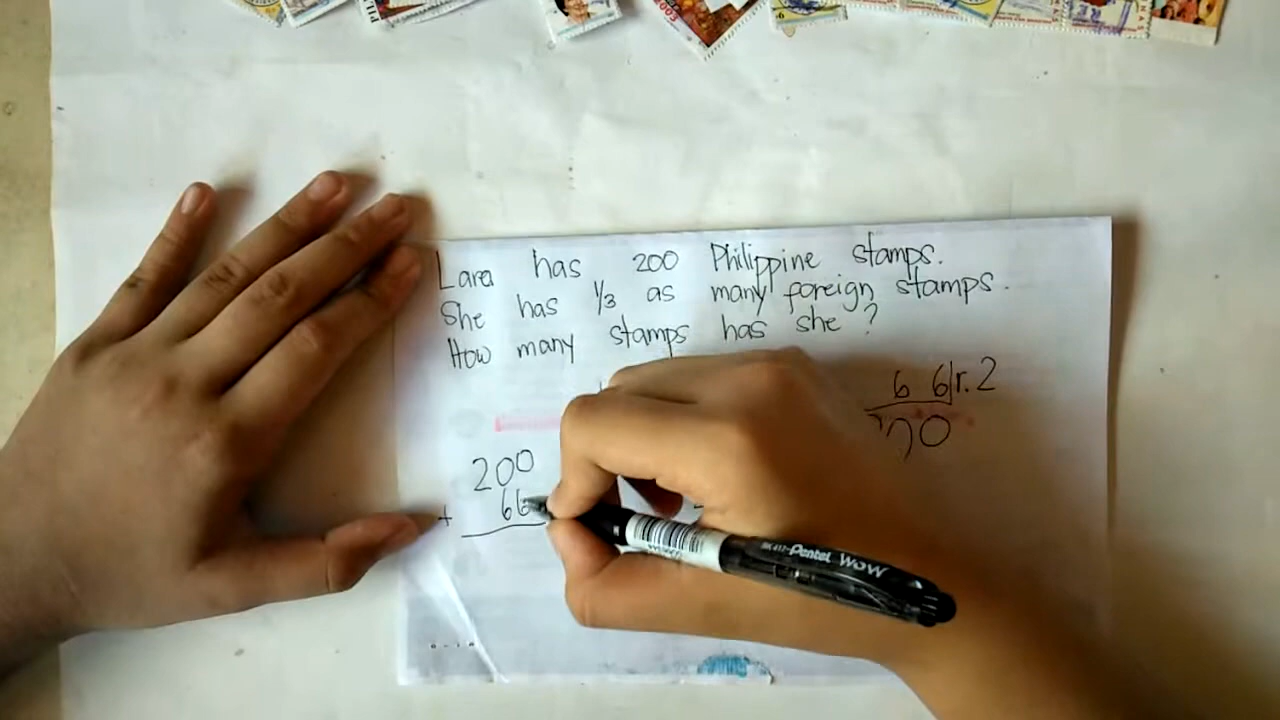 Lara has 200 Philippine stamps.
She has 1/3 as many foreign stamps.
How many stamps has she?
6 6 r. 2
200
+ 66
Pentel WOW